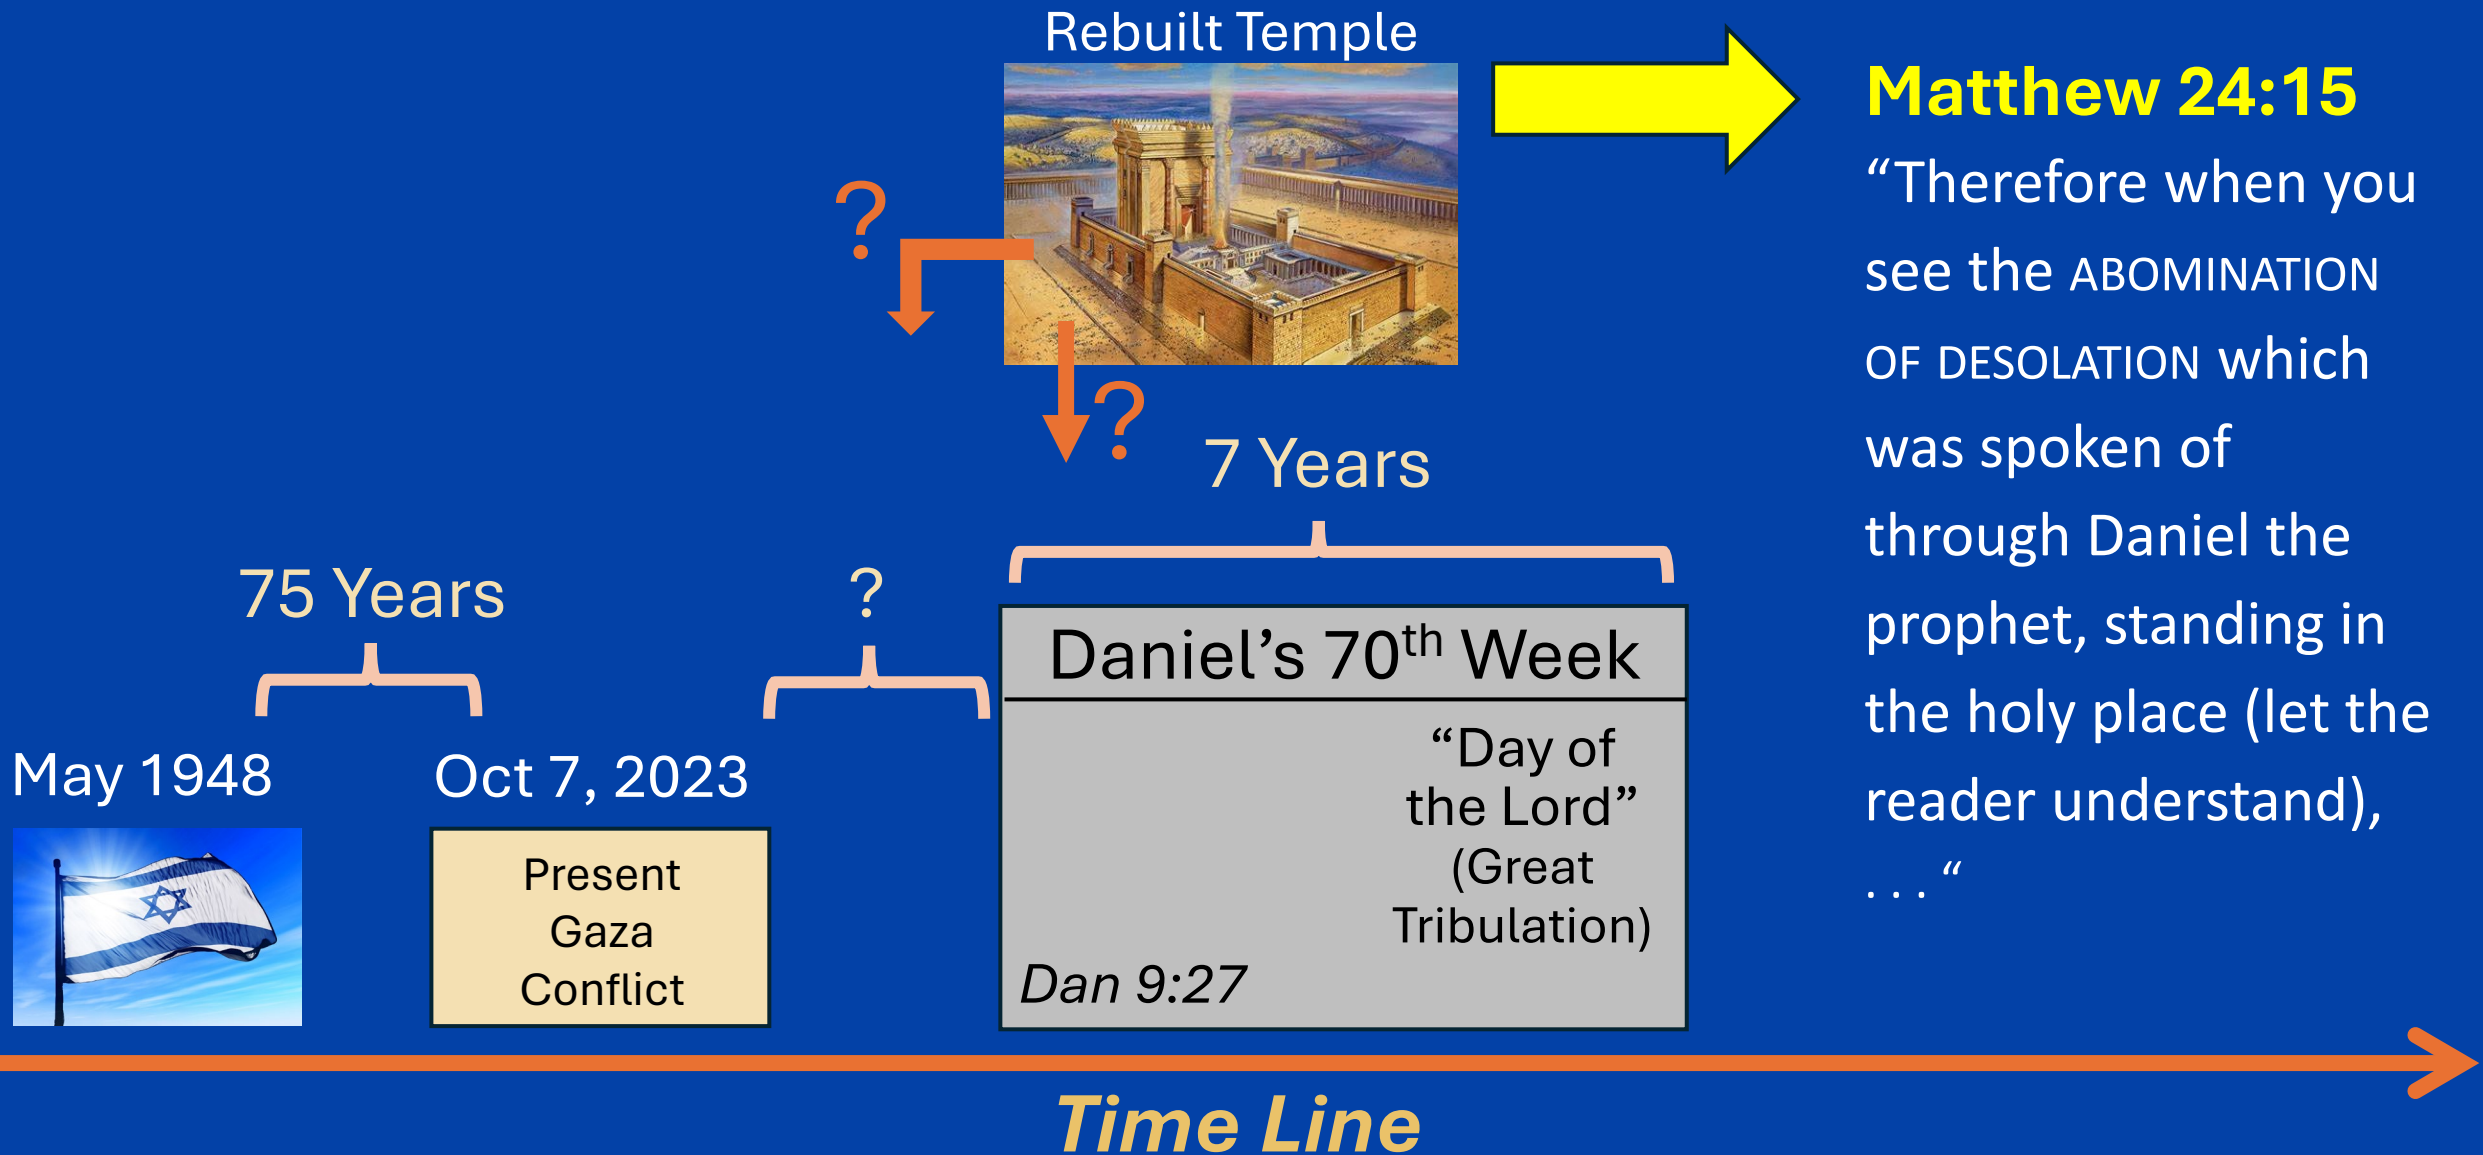 Rebuilt Temple
?
?
7 Years
75 Years
?
May 1948
Oct 7, 2023
Present
Gaza
Conflict
Daniel’s 70th Week
“Day of
the Lord”
(Great
Tribulation)
Dan 9:27
Matthew 24:15
“Therefore when you
see the ABOMINATION
OF DESOLATION which
was spoken of
through Daniel the
prophet, standing in
the holy place (let the
reader understand),
. . . “
Time Line